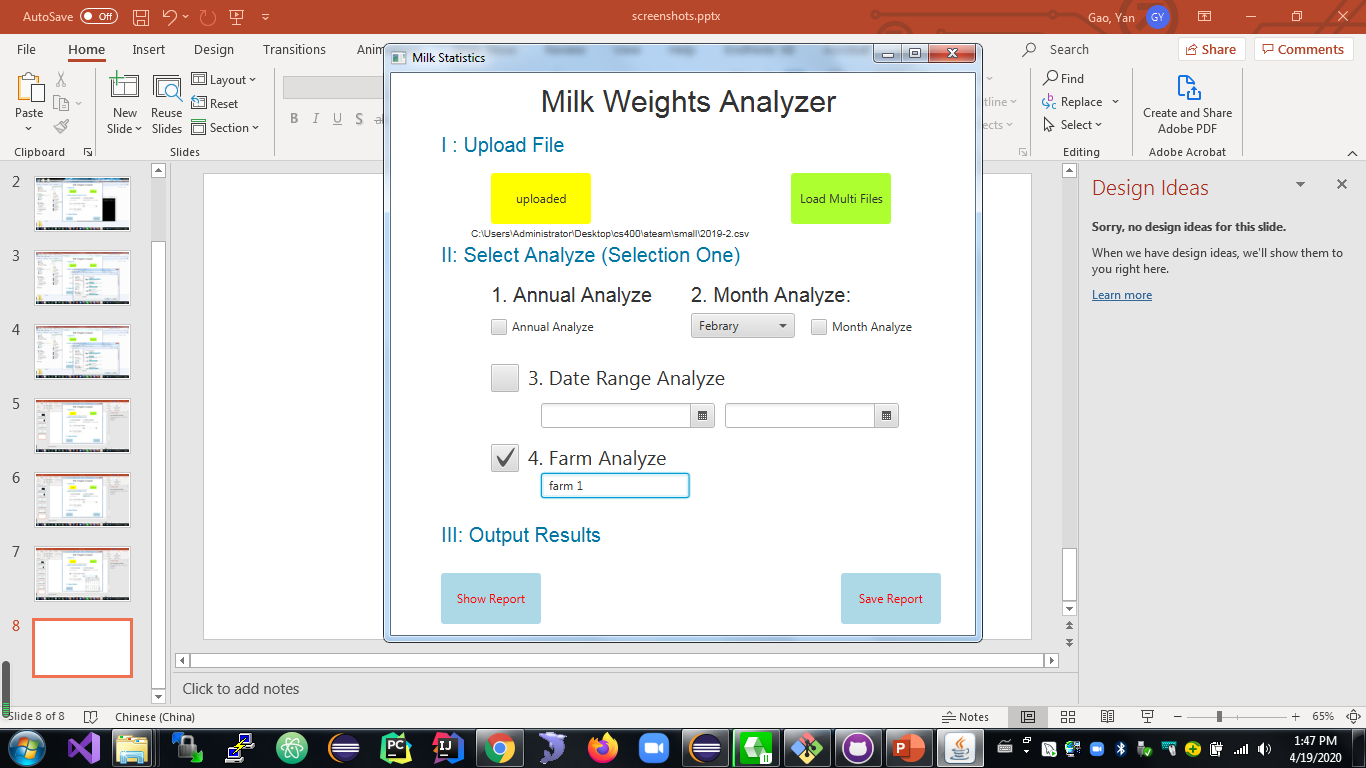 AutoSave Off
screenshots.pptx
Gao, Yan GY
File Home Insert Design Transitions Anim
Search
Share
Comments
Milk Statistics
Paste
New
Slide
Reuse
Slides
Layout
Reset
Section
B I U S
Find
Replace
Select
Create and Share
Adobe PDF
Clipboard
Slides
Editing
Adobe Acrobat
Milk Weights Analyzer
I : Upload File
uploaded
Load Multi Files
C:\Users\Administrator\Desktop\cs400\ateam\small\2019-2.csv
II: Select Analyze (Selection One)
1. Annual Analyze
2. Month Analyze:
Annual Analyze
Febrary
Month Analyze
3. Date Range Analyze
4. Farm Analyze
farm 1
III: Output Results
Show Report
Save Report
2
3
4
5
6
7
8
Design Ideas
Sorry, no design ideas for this slide.
When we have design ideas, we'll show them to
you right here.
Learn more
Click to add notes
Slide 8 of 8
Chinese (China)
Notes
65%
1:47 PM
4/19/2020